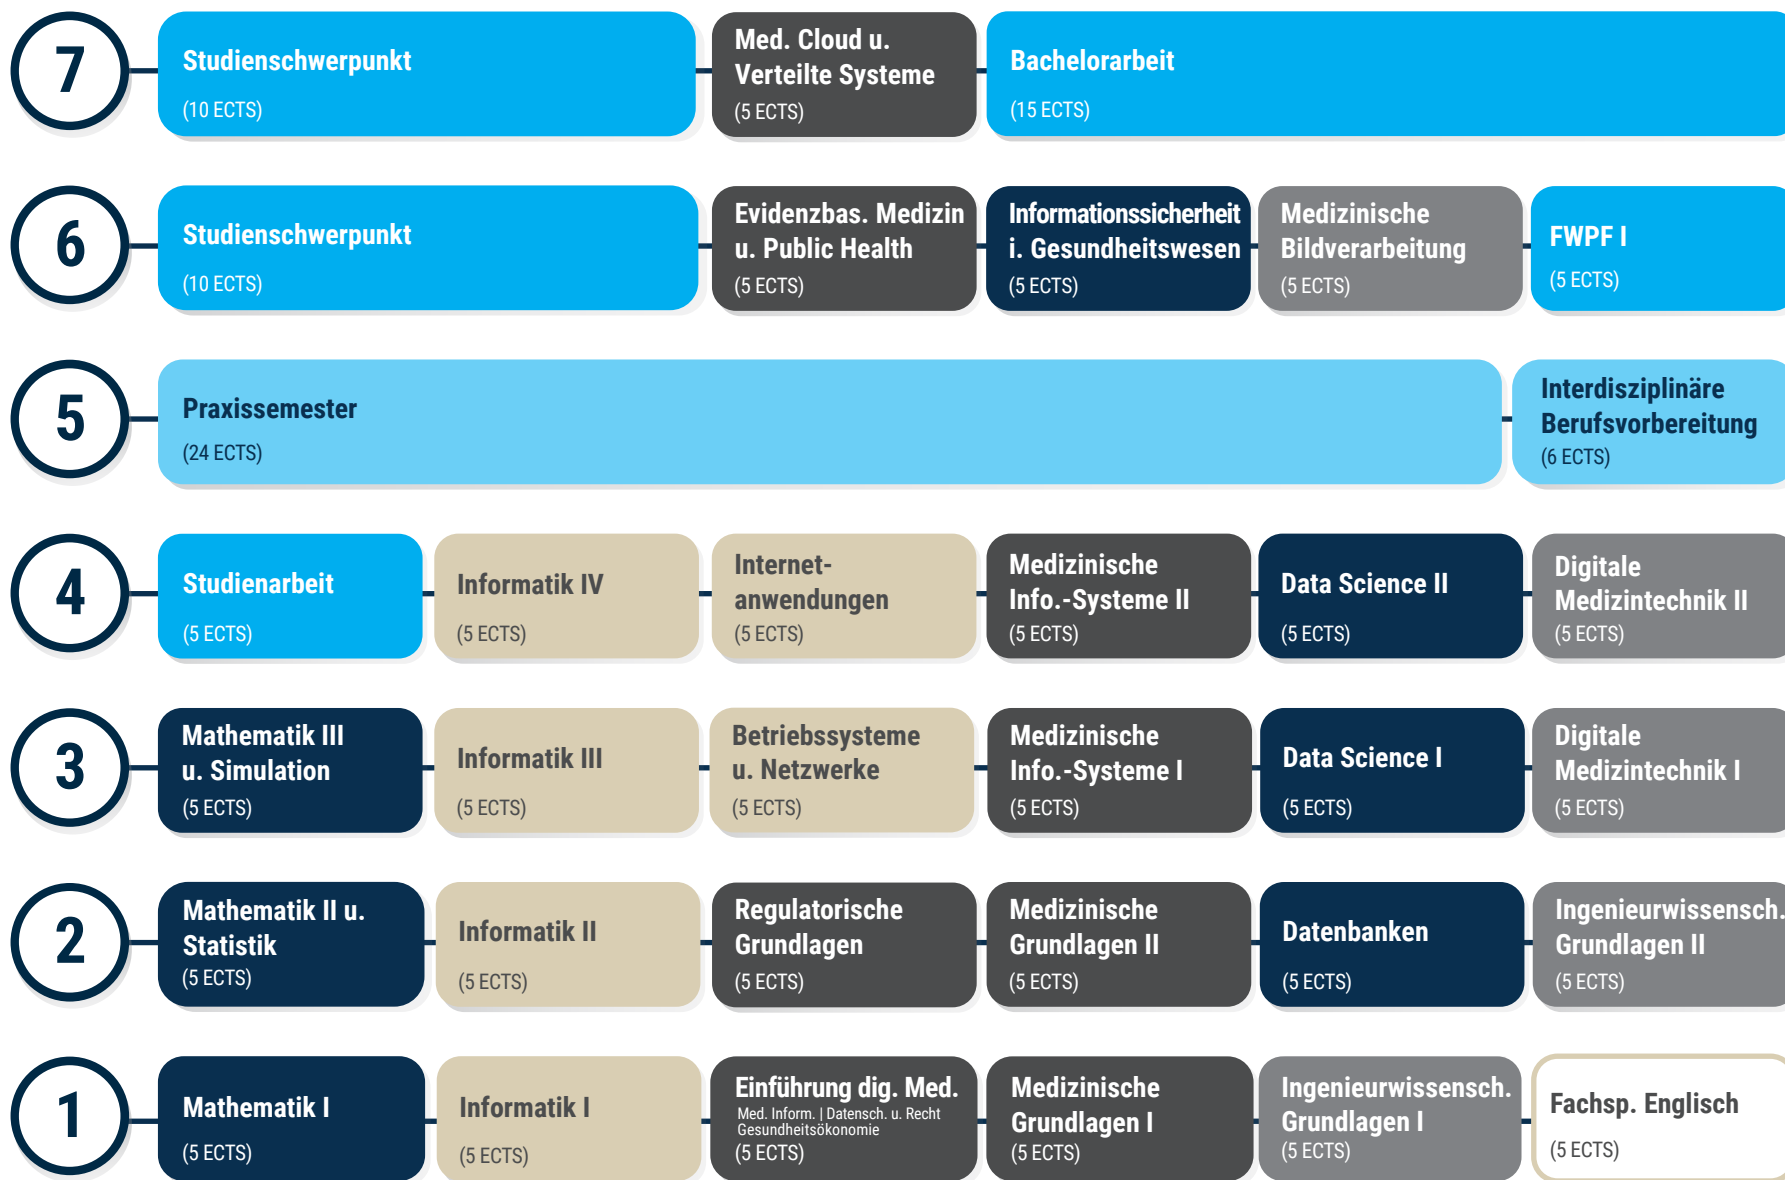 7
Studienschwerpunkt
(10 ECTS)
Med. Cloud u.
Verteilte Systeme
(5 ECTS)
Bachelorarbeit
(15 ECTS)
6
Studienschwerpunkt
(10 ECTS)
Evidenzbas. Medizin
u. Public Health
(5 ECTS)
Informationssicherheit
i. Gesundheitswesen
(5 ECTS)
Medizinische
Bildverarbeitung
(5 ECTS)
FWPF I
(5 ECTS)
5
Praxissemester
(24 ECTS)
Interdisziplinäre
Berufsvorbereitung
(6 ECTS)
4
Studienarbeit
(5 ECTS)
Informatik IV
(5 ECTS)
Internet-
anwendungen
(5 ECTS)
Medizinische
Info.-Systeme II
(5 ECTS)
Data Science II
(5 ECTS)
Digitale
Medizintechnik II
(5 ECTS)
3
Mathematik III
u. Simulation
(5 ECTS)
Informatik III
(5 ECTS)
Betriebssysteme
u. Netzwerke
(5 ECTS)
Medizinische
Info.-Systeme I
(5 ECTS)
Data Science I
(5 ECTS)
Digitale
Medizintechnik I
(5 ECTS)
2
Mathematik II u.
Statistik
(5 ECTS)
Informatik II
(5 ECTS)
Regulatorische
Grundlagen
(5 ECTS)
Medizinische
Grundlagen II
(5 ECTS)
Datenbanken
(5 ECTS)
Ingenieurwissensch.
Grundlagen II
(5 ECTS)
1
Mathematik I
(5 ECTS)
Informatik I
(5 ECTS)
Einführung dig. Med.
Med. Inform. | Datensch. u. Recht
Gesundheitsökonomie
(5 ECTS)
Medizinische
Grundlagen I
(5 ECTS)
Ingenieurwissensch.
Grundlagen I
(5 ECTS)
Fachsp. Englisch
(5 ECTS)